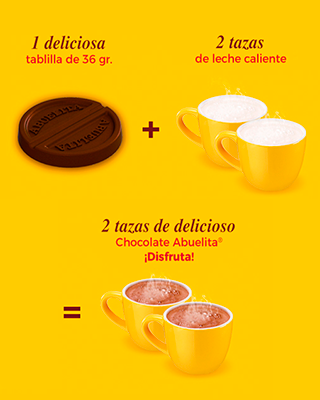 1 deliciosa
tablilla de 36 gr.
2 tazas
de leche caliente
ABUELITA
ABUELITA
+
2 tazas de delicioso
Chocolate Abuelita®
¡Disfruta!
=